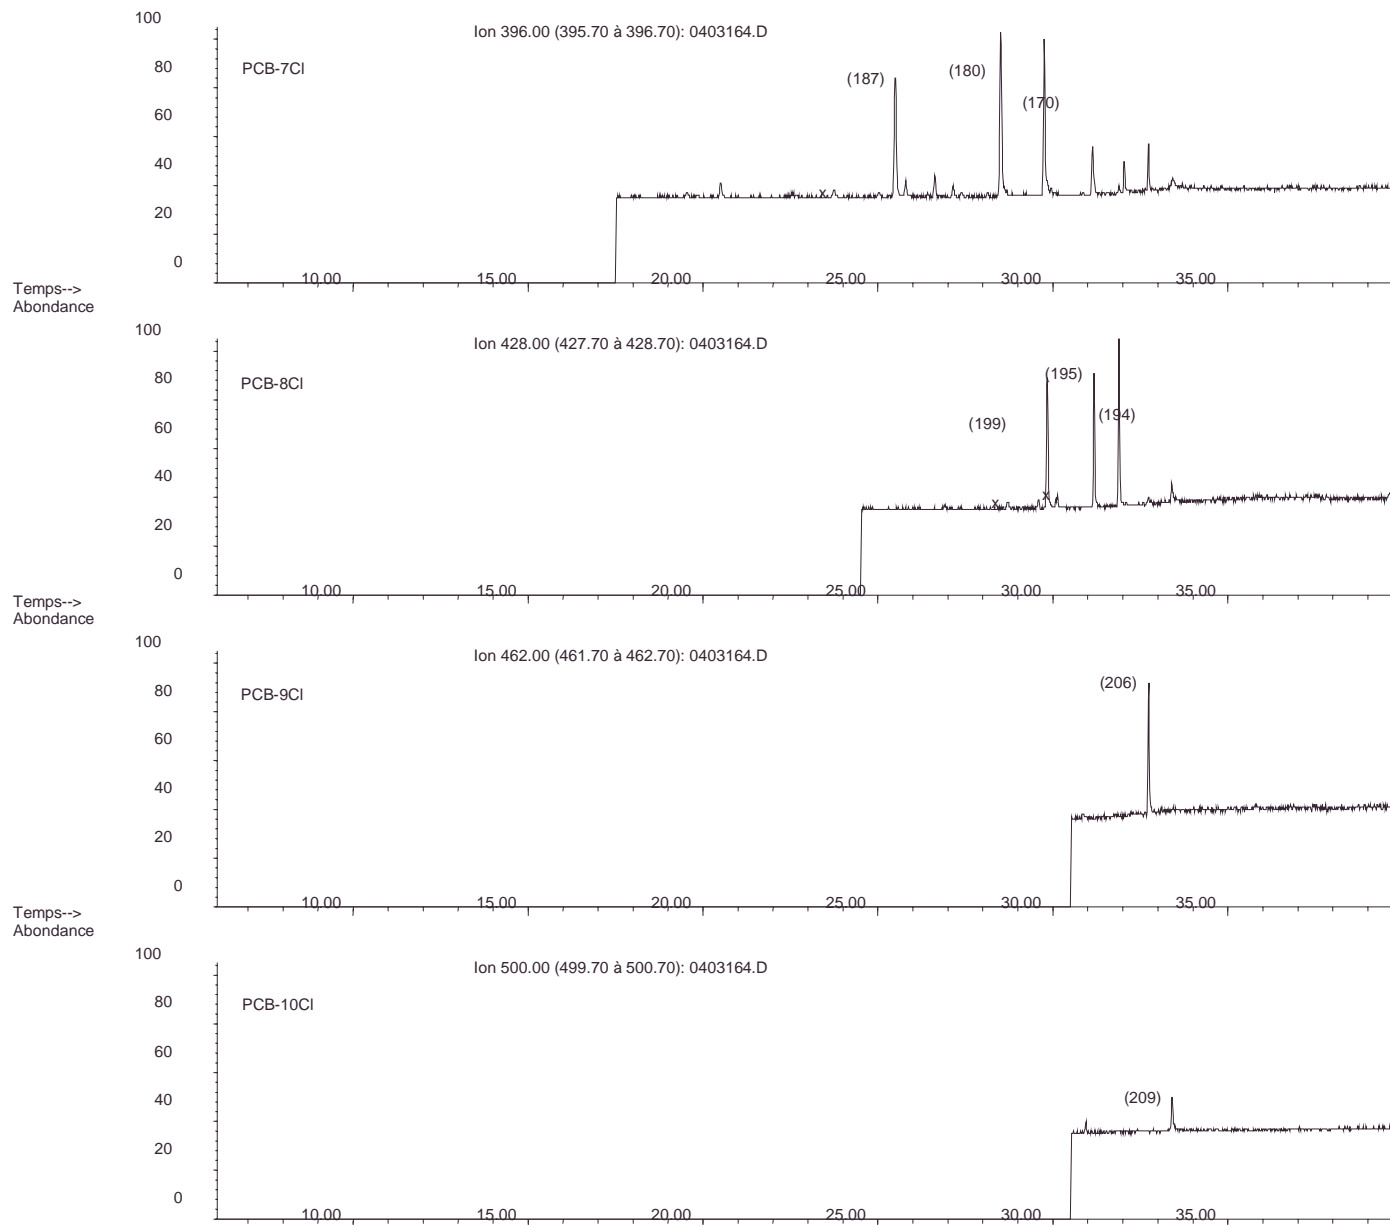 100
Ion 396.00 (395.70 à 396.70): 0403164.D
80
PCB-7Cl
(187)
(180)
60
(170)
40
x
20
0
10.00 15.00 20.00 25.00 30.00 35.00
Temps-->
Abondance
100
Ion 428.00 (427.70 à 428.70): 0403164.D
80
PCB-8Cl
(195)
60
(194)
(199)
40
x
x
20
0
10.00 15.00 20.00 25.00 30.00 35.00
Temps-->
Abondance
100
Ion 462.00 (461.70 à 462.70): 0403164.D
80
PCB-9Cl
(206)
60
40
20
0
10.00 15.00 20.00 25.00 30.00 35.00
Temps-->
Abondance
100
Ion 500.00 (499.70 à 500.70): 0403164.D
80
PCB-10Cl
60
40
(209)
20
0
10.00 15.00 20.00 25.00 30.00 35.00